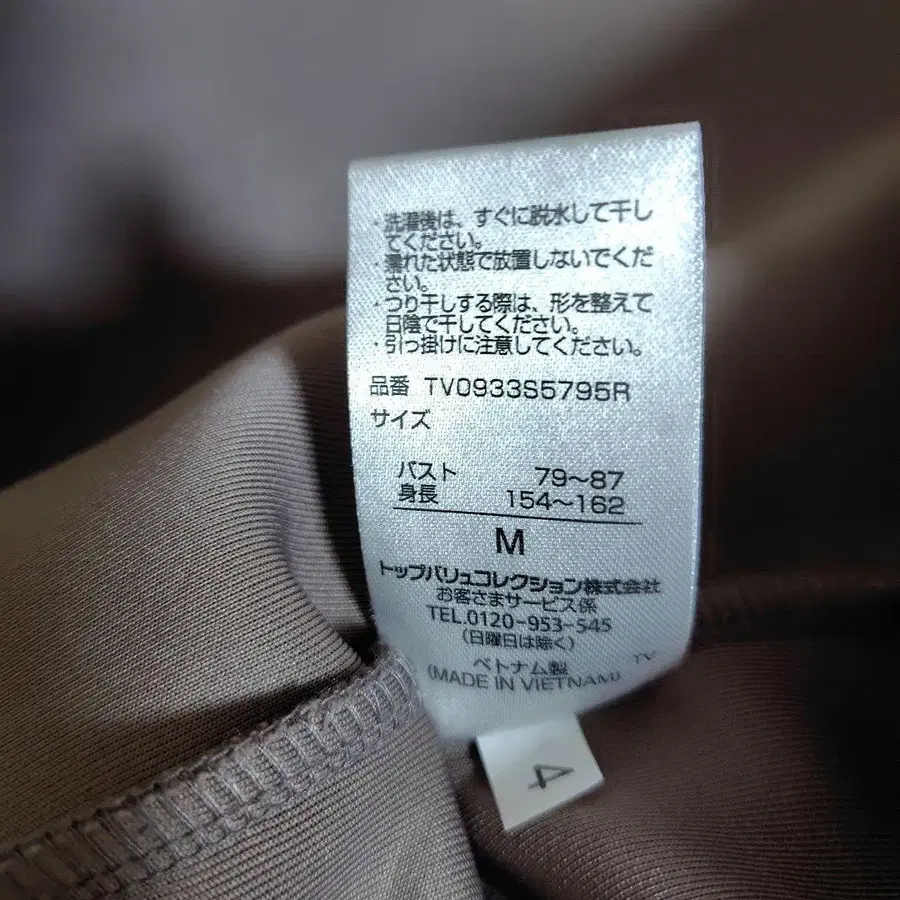 ・洗濯後は、すぐに脱水して干し
てください。
・濡れた状態で放置しないでくだ
さい。
・つり干しする際は、形を整えて
日陰で干してください。
・引っ掛けに注意してください。
品番 TV0933S5795R
サイズ
バスト 79～87
身長 154～162
M
トップバリュコレクション株式会社
お客さまサービス係
TEL.0120-953-545
(日曜日は除く)
ベトナム製
(MADE IN VIETNAM) TV
4